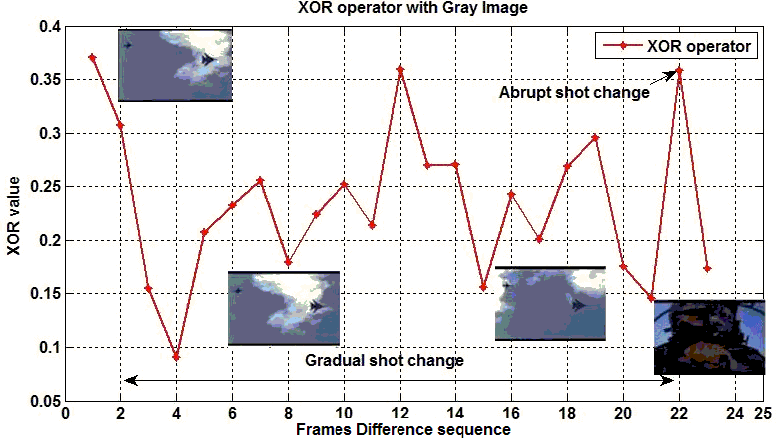 XOR operator with Gray Image
0.4
XOR operator
0.35
Abrupt shot change
0.3
0.25
XOR value
0.2
0.15
0.1
Gradual shot change
0.05
0 2 4 6 8 10 12 14 16 18 20 22 24 25
Frames Difference sequence